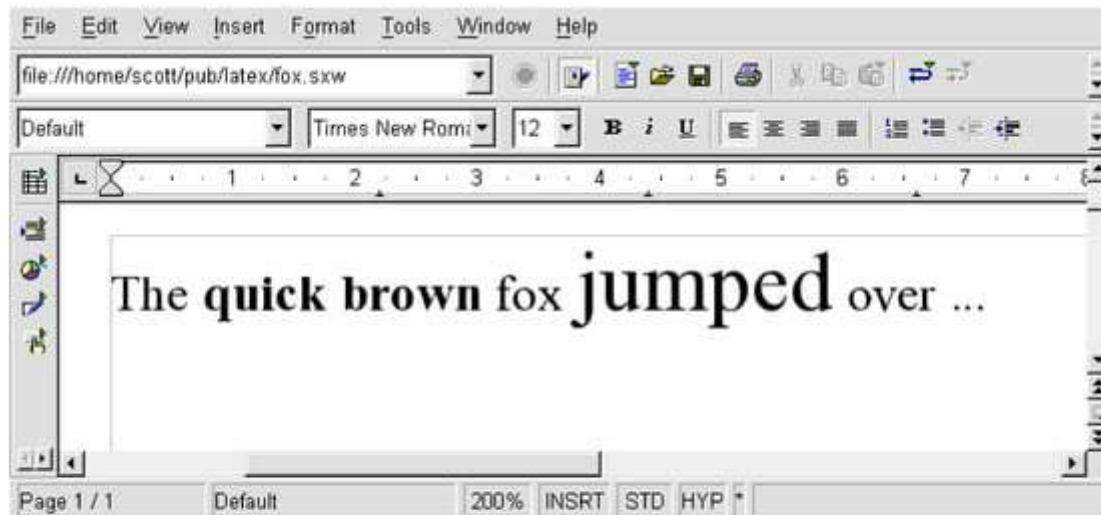 File Edit View Insert Format Tools Window Help
file:///home/scott/pub/latex/fox.sxw
Default Times New Roma 12 B i U
1 2 3 4 5 6 7 8
The quick brown fox jumped over ...
Page 1 / 1 Default 200% INSRT STD HYP *